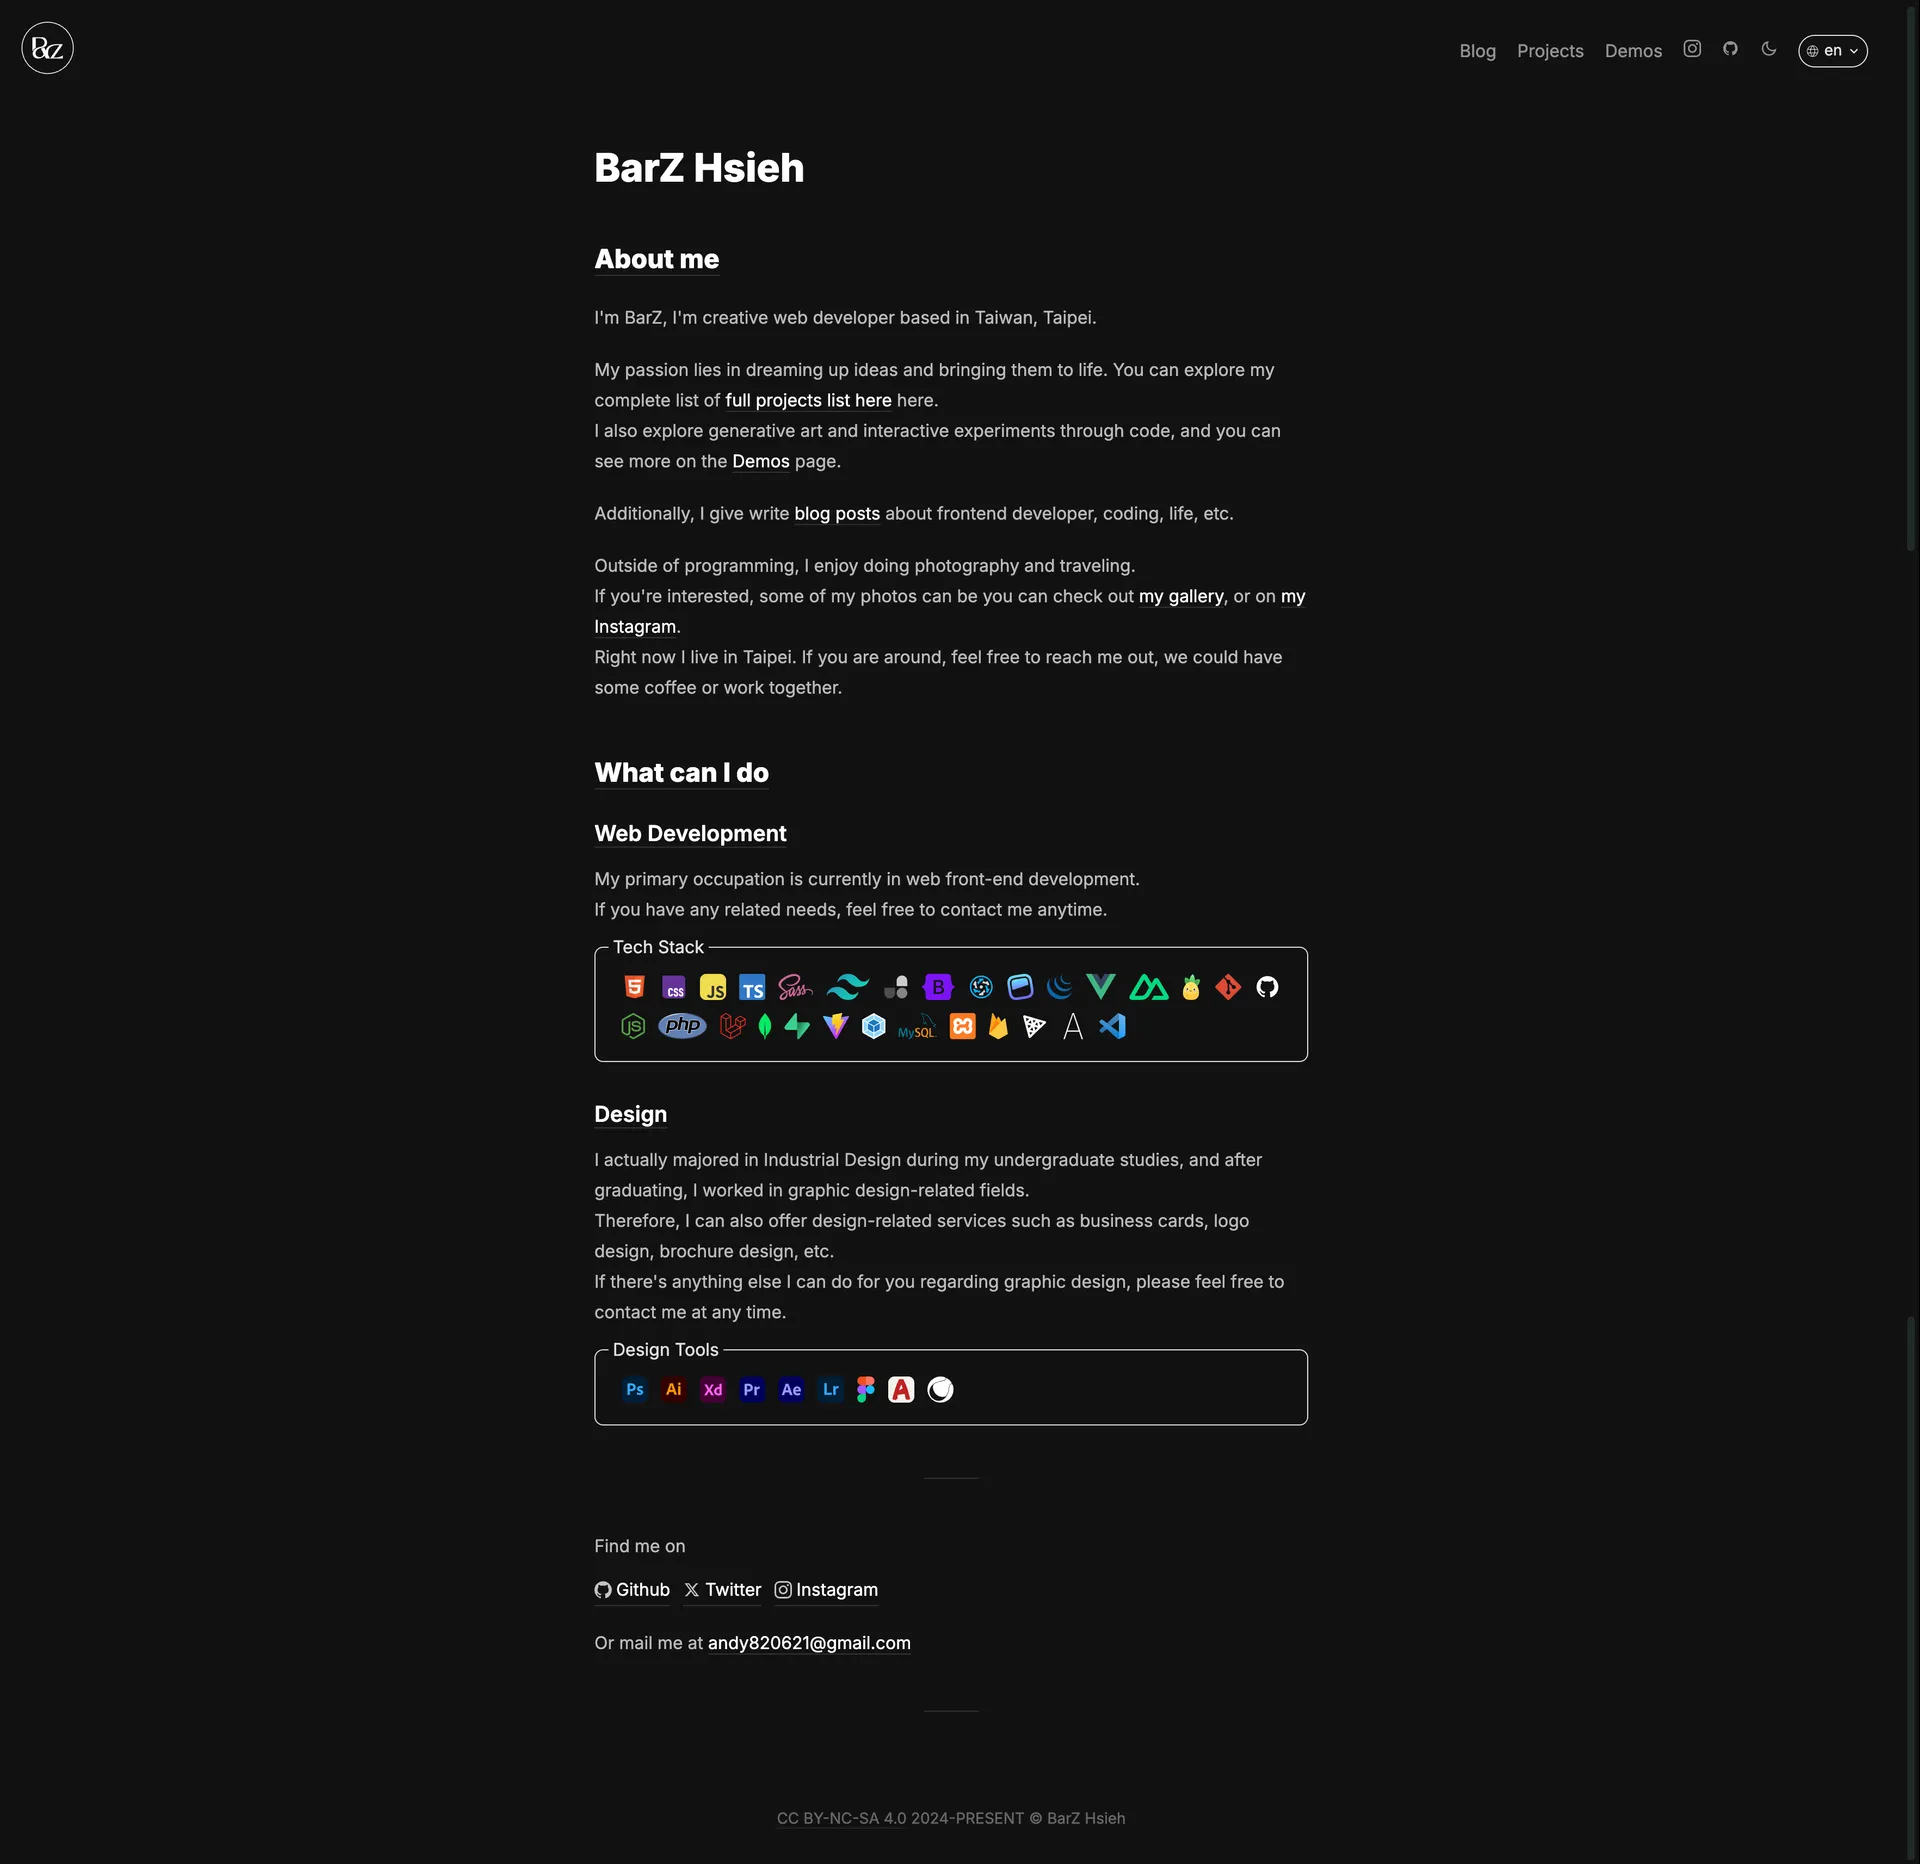 BarZ
Blog Projects Demos en
BarZ Hsieh
About me
I'm BarZ, I'm creative web developer based in Taiwan, Taipei.
My passion lies in dreaming up ideas and bringing them to life. You can explore my
complete list of full projects list here here.
I also explore generative art and interactive experiments through code, and you can
see more on the Demos page.
Additionally, I give write blog posts about frontend developer, coding, life, etc.
Outside of programming, I enjoy doing photography and traveling.
If you're interested, some of my photos can be you can check out my gallery, or on my
Instagram.
Right now I live in Taipei. If you are around, feel free to reach me out, we could have
some coffee or work together.
What can I do
Web Development
My primary occupation is currently in web front-end development.
If you have any related needs, feel free to contact me anytime.
Tech Stack
5 CSS JS TS Sass B
JS php MySQL A
Design
I actually majored in Industrial Design during my undergraduate studies, and after
graduating, I worked in graphic design-related fields.
Therefore, I can also offer design-related services such as business cards, logo
design, brochure design, etc.
If there's anything else I can do for you regarding graphic design, please feel free to
contact me at any time.
Design Tools
Ps Ai Xd Pr Ae Lr A
Find me on
Github X Twitter Instagram
Or mail me at andy820621@gmail.com
CC BY-NC-SA 4.0 2024-PRESENT © BarZ Hsieh